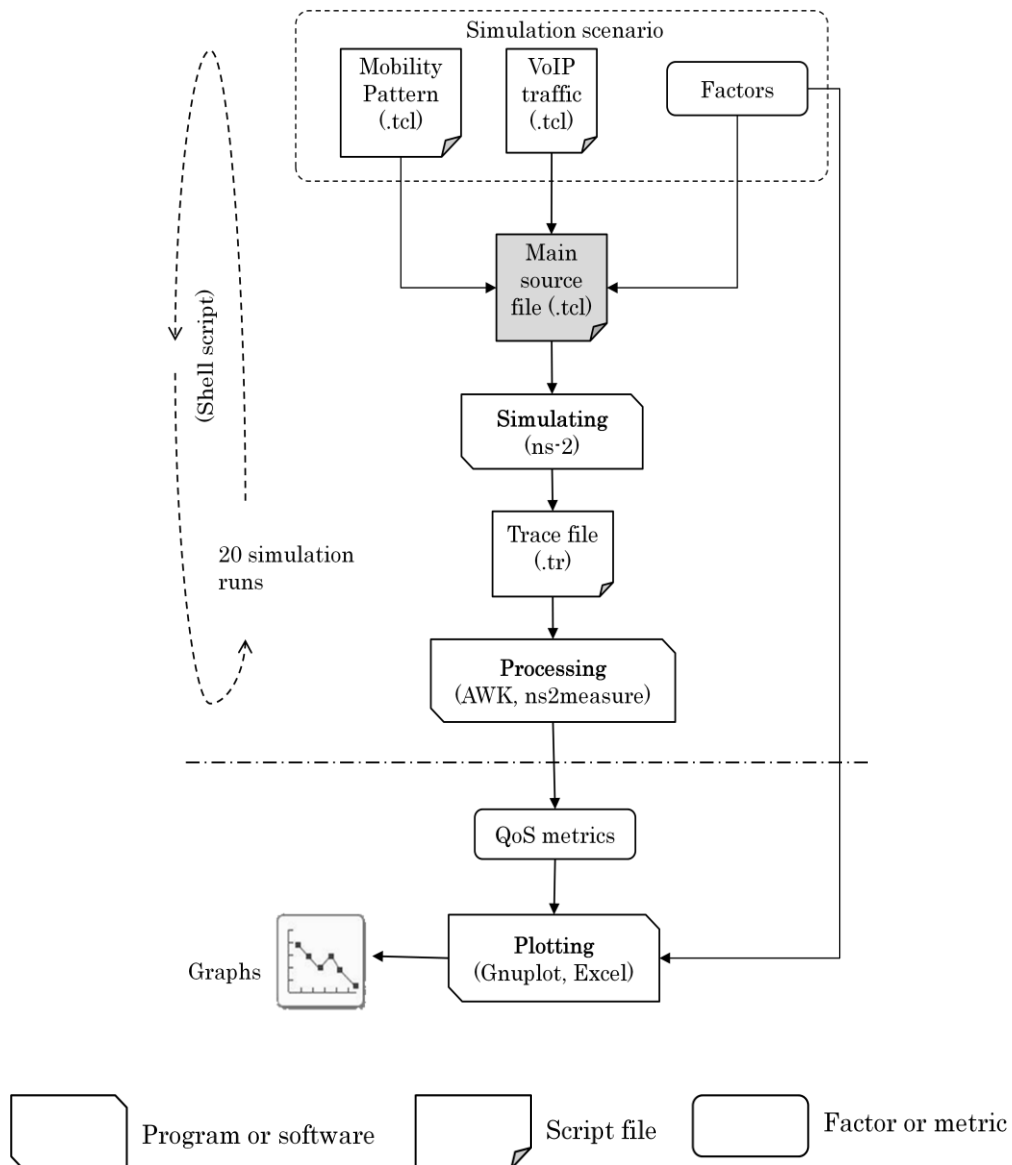 Simulation scenario
Mobility
Pattern
(.tcl)
VoIP
traffic
(.tcl)
Factors
Main
source
file (.tcl)
(Shell script)
Simulating
(ns-2)
Trace file
(.tr)
20 simulation
runs
Processing
(AWK, ns2measure)
QoS metrics
Plotting
(Gnuplot, Excel)
Graphs
Program or software
Script file
Factor or metric